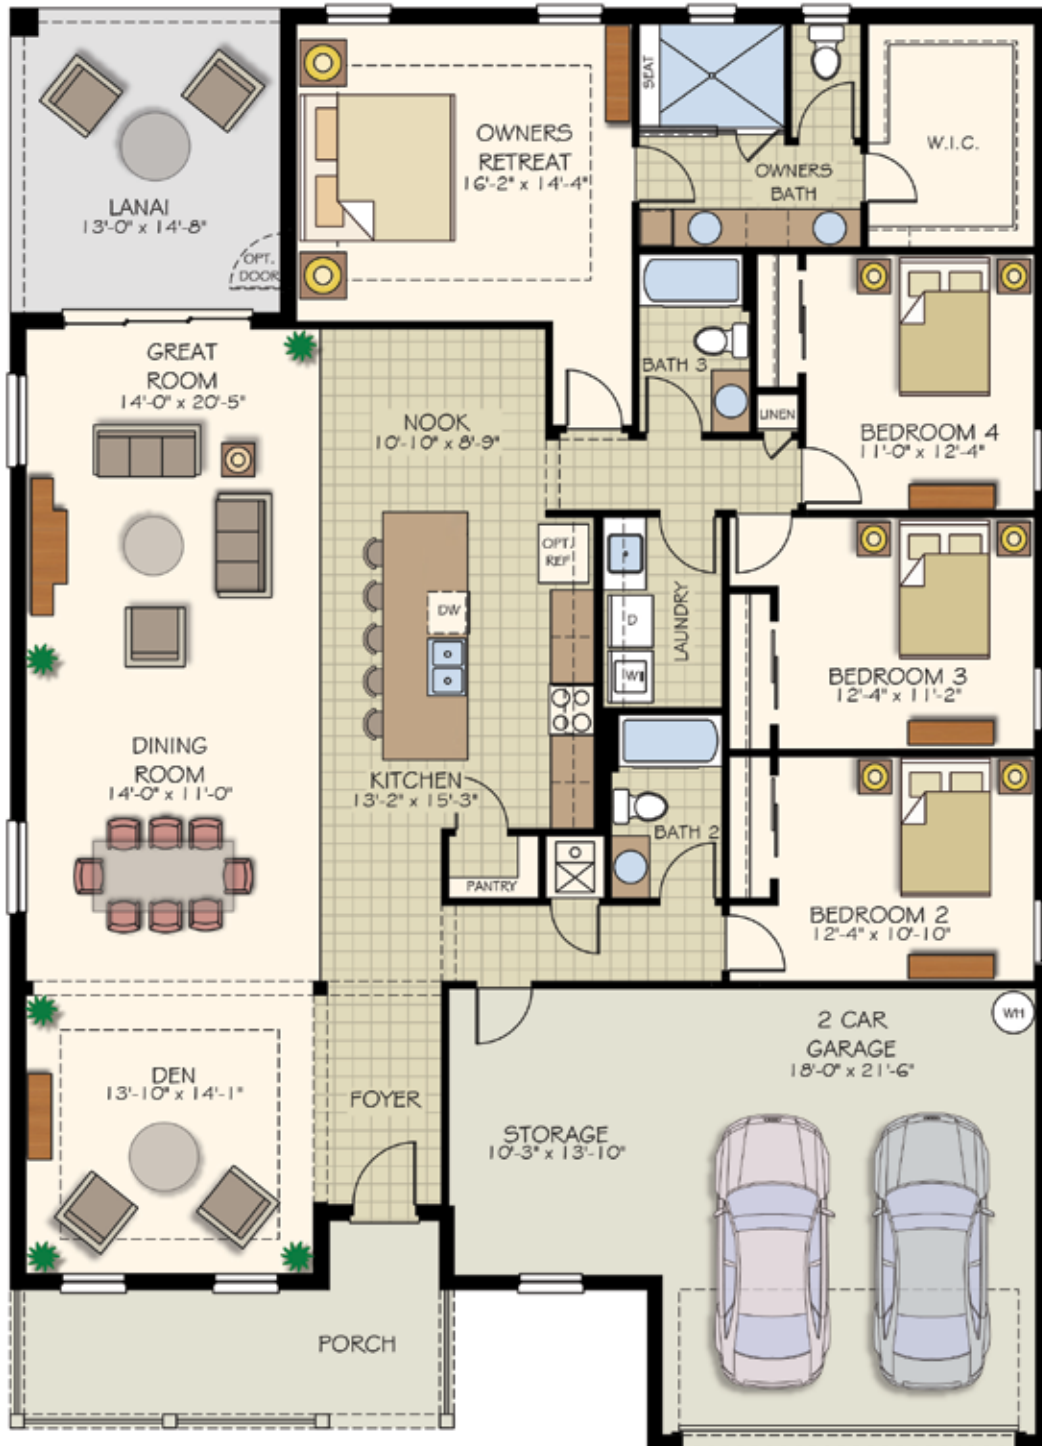 SEAT
OWNERS
RETREAT
16'-2" x 14'-4"
OWNERS
BATH
W.I.C.
LANAI
13'-0" x 14'-8"
OPT.
DOOR
GREAT
ROOM
14'-0" x 20'-5"
NOOK
10'-10" x 8'-9"
BATH 3
LINEN
BEDROOM 4
11'-0" x 12'-4"
OPT.
REF
DW
D
W
LAUNDRY
BEDROOM 3
12'-4" x 11'-2"
DINING
ROOM
14'-0" x 11'-0"
KITCHEN
13'-2" x 15'-3"
BATH 2
PANTRY
BEDROOM 2
12'-4" x 10'-10"
WH
2 CAR
GARAGE
18'-0" x 21'-6"
DEN
13'-10" x 14'-1"
FOYER
STORAGE
10'-3" x 13'-10"
PORCH